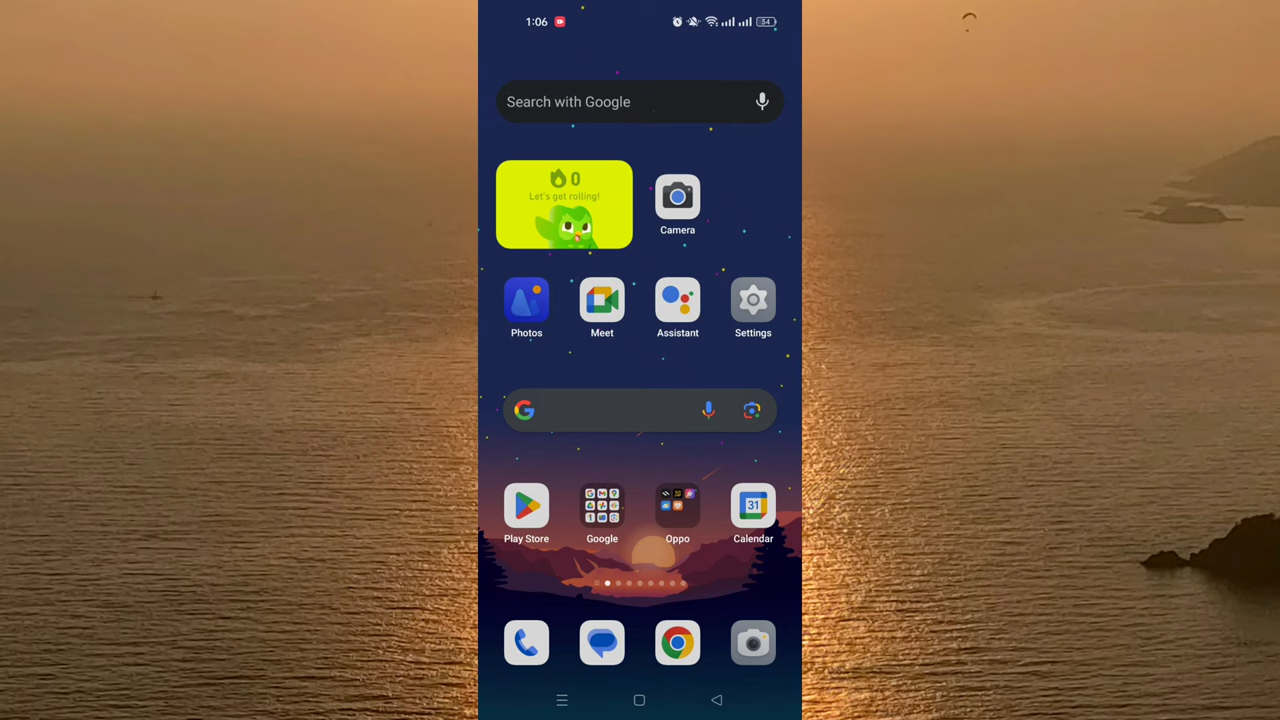 1:06
34
Search with Google
0
Let's get rolling!
Camera
Photos
Meet
Assistant
Settings
G
31
Play Store
Google
Oppo
Calendar